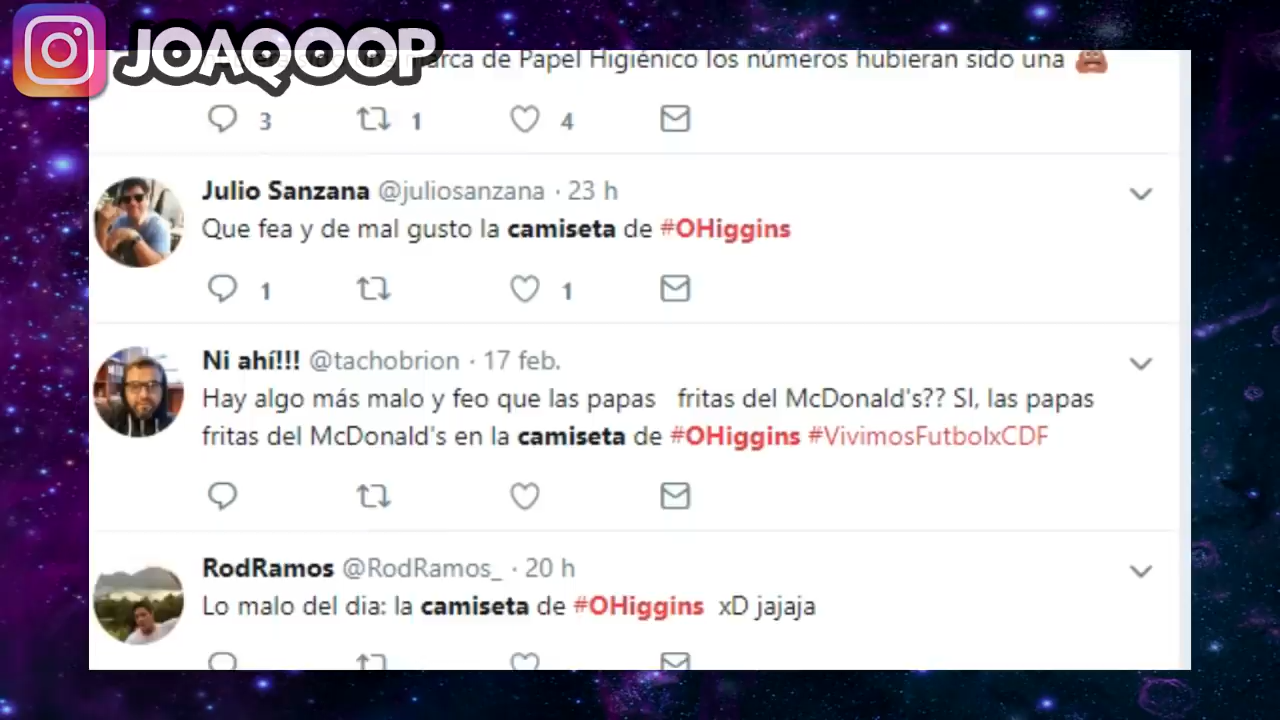 JOAQOOP
marca de Papel Higiénico los números hubieran sido una
3 1 4
Julio Sanzana @juliosanzana · 23 h
Que fea y de mal gusto la camiseta de #OHiggins
1 1
Ni ahí!!! @tachobrion · 17 feb.
Hay algo más malo y feo que las papas fritas del McDonald's?? SI, las papas
fritas del McDonald's en la camiseta de #OHiggins #VivimosFutbolxCDF
RodRamos @RodRamos_ · 20 h
Lo malo del dia: la camiseta de #OHiggins xD jajaja